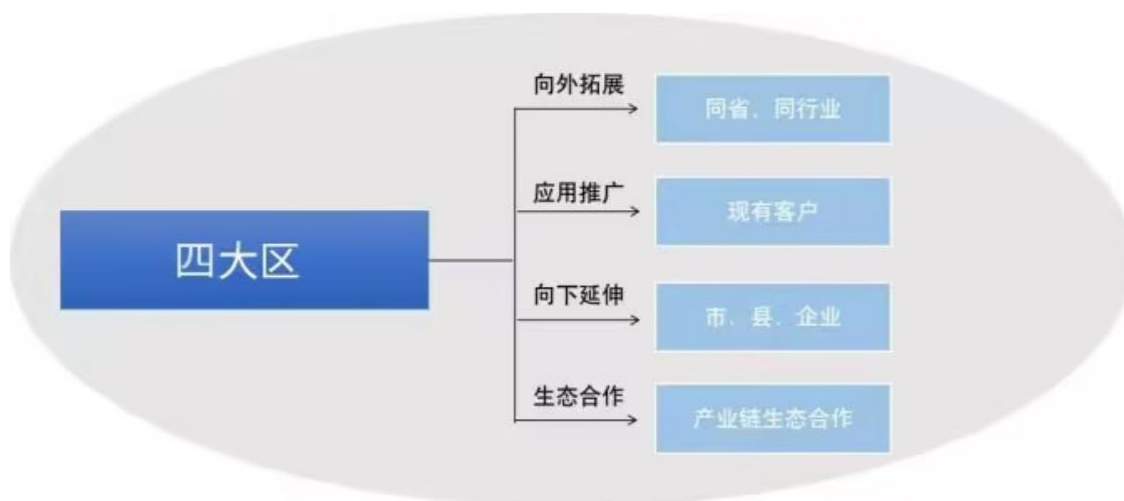 向外拓展
同省、同行业
应用推广
现有客户
四大区
向下延伸
市、县、企业
生态合作
产业链生态合作